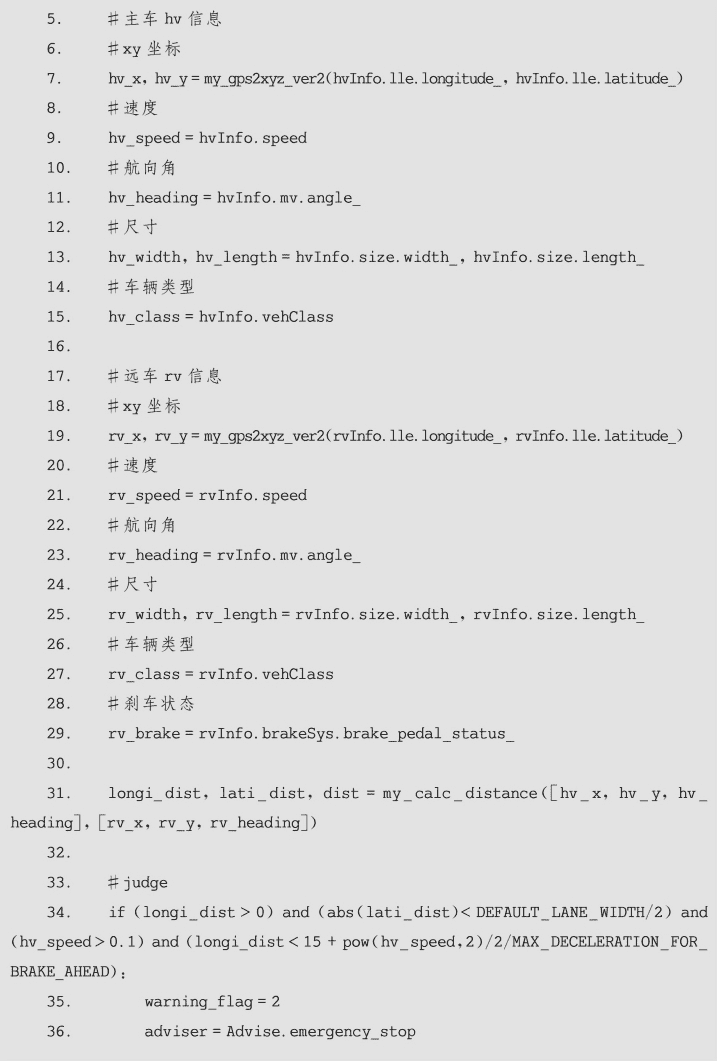 5. #主车 hv 信息
6. #xy 坐标
7. hv_x, hv_y = my_gps2xyz_ver2(hvInfo.lle.longitude_, hvInfo.lle.latitude_)
8. #速度
9. hv_speed = hvInfo.speed
10. #航向角
11. hv_heading = hvInfo.mv.angle_
12. #尺寸
13. hv_width, hv_length = hvInfo.size.width_, hvInfo.size.length_
14. #车辆类型
15. hv_class = hvInfo.vehClass
16.
17. #远车 rv 信息
18. #xy 坐标
19. rv_x, rv_y = my_gps2xyz_ver2(rvInfo.lle.longitude_, rvInfo.lle.latitude_)
20. #速度
21. rv_speed = rvInfo.speed
22. #航向角
23. rv_heading = rvInfo.mv.angle_
24. #尺寸
25. rv_width, rv_length = rvInfo.size.width_, rvInfo.size.length_
26. #车辆类型
27. rv_class = rvInfo.vehClass
28. #刹车状态
29. rv_brake = rvInfo.brakeSys.brake_pedal_status_
30.
31. longi_dist, lati_dist, dist = my_calc_distance([hv_x, hv_y, hv_
heading], [rv_x, rv_y, rv_heading])
32.
33. #judge
34. if (longi_dist > 0) and (abs(lati_dist)< DEFAULT_LANE_WIDTH/2) and
(hv_speed > 0.1) and (longi_dist < 15 + pow(hv_speed,2)/2/MAX_DECELERATION_FOR_
BRAKE_AHEAD):
35. warning_flag = 2
36. adviser = Advise.emergency_stop